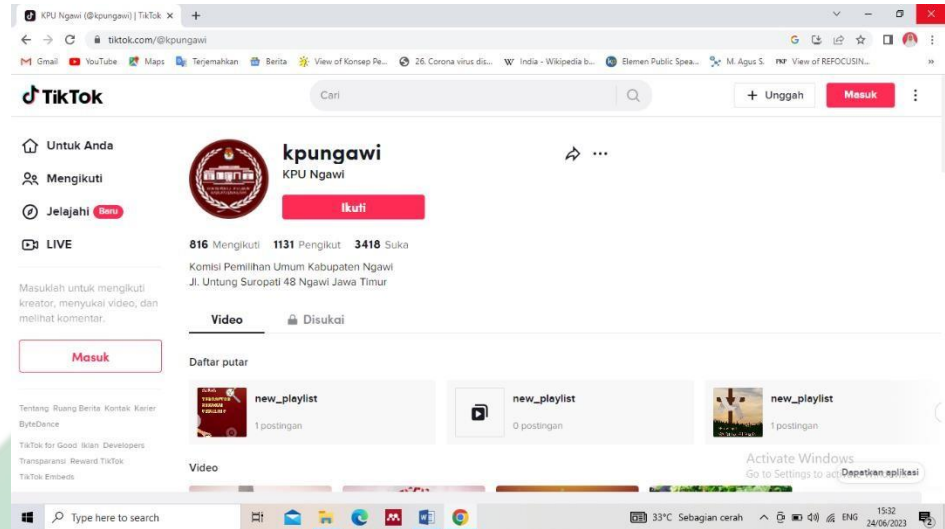 KPU Ngawi (@kpungawi) | TikTok
tiktok.com/@kpungawi
Gmail YouTube Maps Terjemahkan Berita View of Konsep Pe... 26. Corona virus dis... India - Wikipedia b... Elemen Public Spea... M. Agus S. PKP View of REFOCUSIN...
TikTok
Cari
+ Unggah
Masuk
Untuk Anda
Mengikuti
Jelajahi Baru
LIVE
Masuklah untuk mengikuti
kreator, menyukai video, dan
melihat komentar.
Masuk
Tentang Ruang Berita Kontak Karier
ByteDance
TikTok for Good Iklan Developers
Transparansi Reward TikTok
TikTok Embeds
kpungawi
KPU Ngawi
Ikuti
816 Mengikuti 1131 Pengikut 3418 Suka
Komisi Pemilihan Umum Kabupaten Ngawi
Jl. Untung Suropati 48 Ngawi Jawa Timur
Video Disukai
Daftar putar
new_playlist
1 postingan
new_playlist
0 postingan
new_playlist
1 postingan
Video
Activate Windows
Go to Settings to act
Dapatkan aplikasi
Type here to search
33°C Sebagian cerah
ENG
15:32
24/06/2023